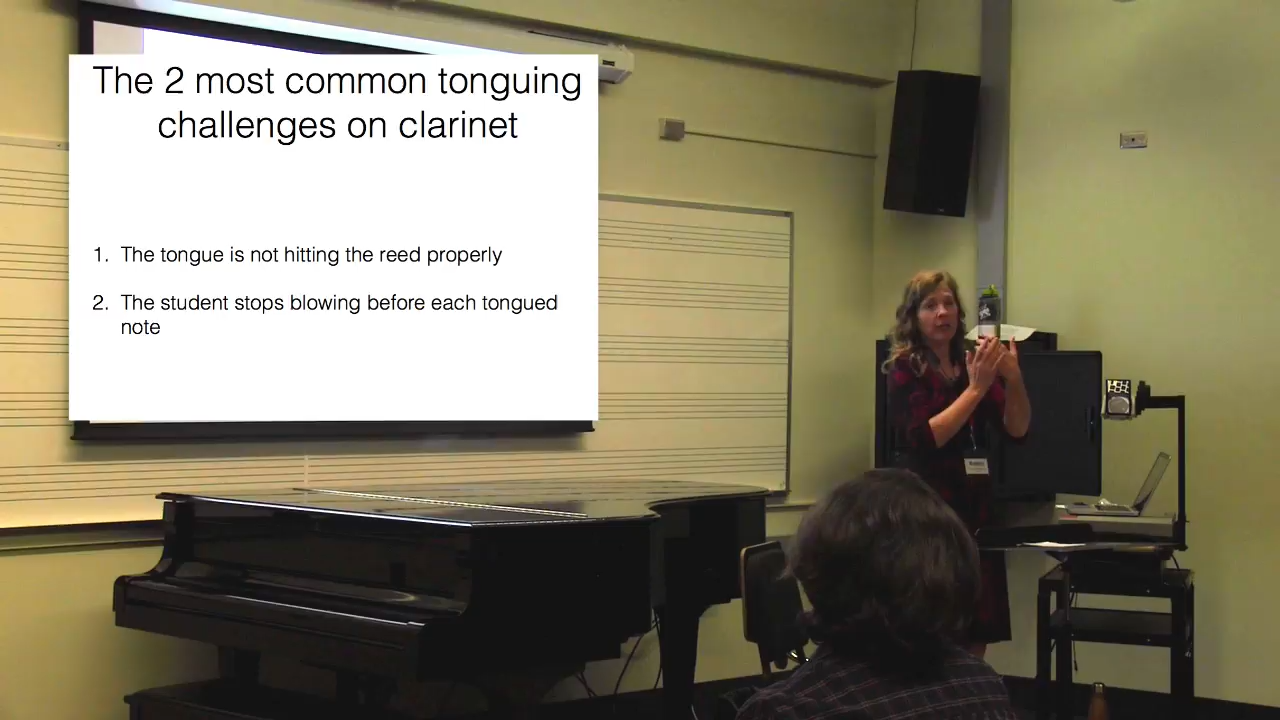 The 2 most common tonguing
challenges on clarinet
1. The tongue is not hitting the reed properly
2. The student stops blowing before each tongued
note